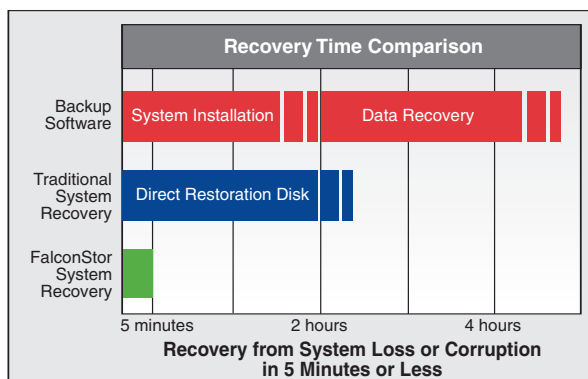 Recovery Time Comparison
Backup
Software
System Installation
Data Recovery
Traditional
System
Recovery
Direct Restoration Disk
FalconStor
System
Recovery
5 minutes
2 hours
4 hours
Recovery from System Loss or Corruption
in 5 Minutes or Less